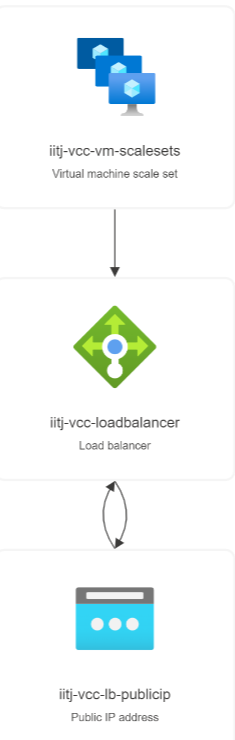 iitj-vcc-vm-scalesets
Virtual machine scale set
iitj-vcc-loadbalancer
Load balancer
iitj-vcc-lb-publicip
Public IP address